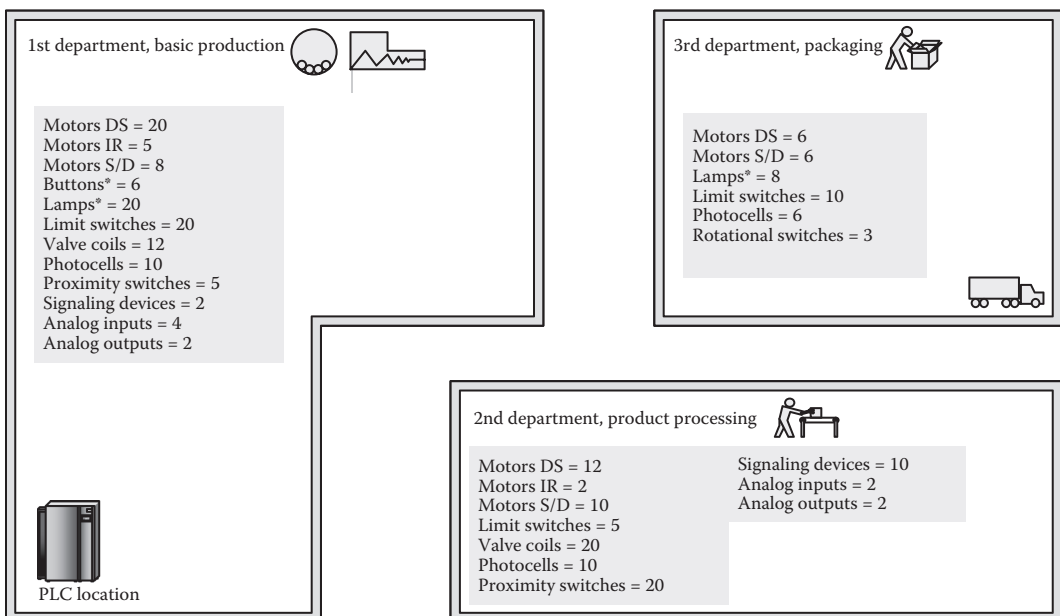 1st department, basic production
Motors DS = 20
Motors IR = 5
Motors S/D = 8
Buttons* = 6
Lamps* = 20
Limit switches = 20
Valve coils = 12
Photocells = 10
Proximity switches = 5
Signaling devices = 2
Analog inputs = 4
Analog outputs = 2
PLC location
3rd department, packaging
Motors DS = 6
Motors S/D = 6
Lamps* = 8
Limit switches = 10
Photocells = 6
Rotational switches = 3
2nd department, product processing
Motors DS = 12
Motors IR = 2
Motors S/D = 10
Limit switches = 5
Valve coils = 20
Photocells = 10
Proximity switches = 20
Signaling devices = 10
Analog inputs = 2
Analog outputs = 2